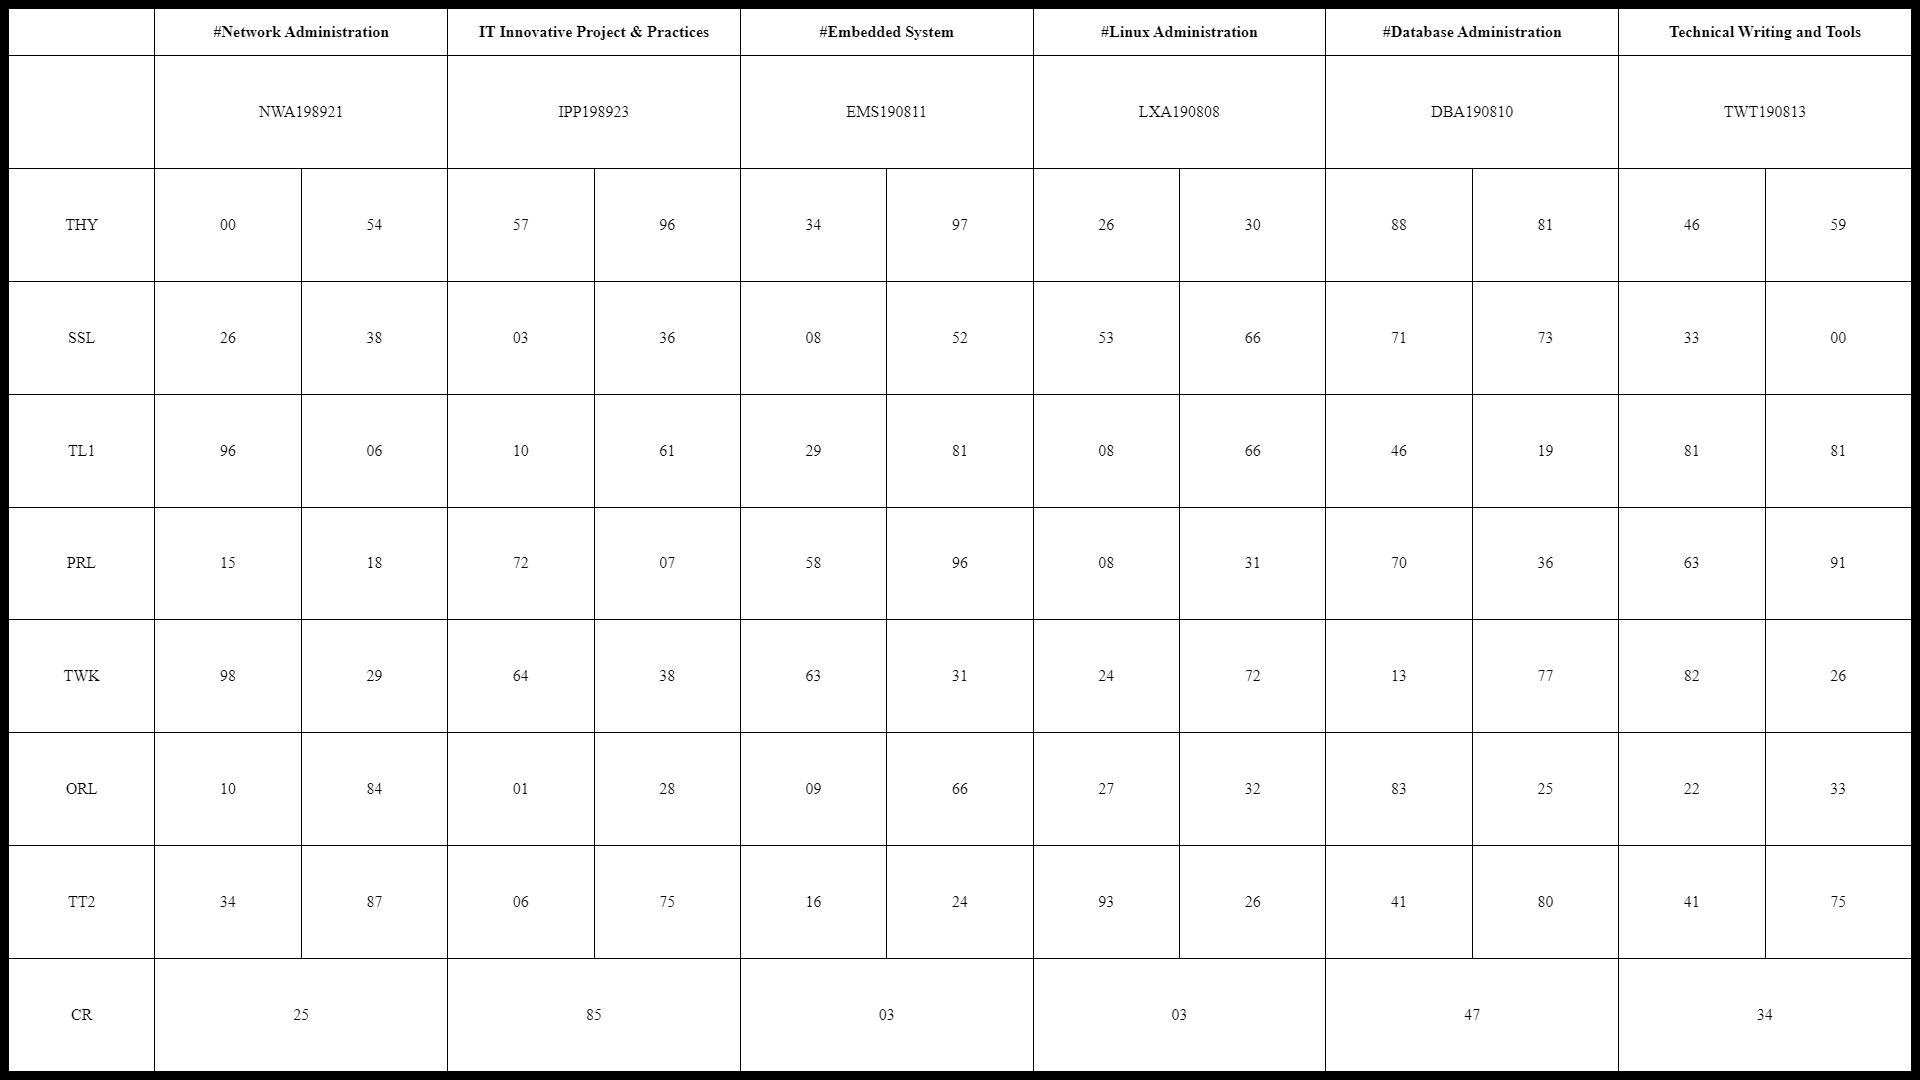 #Network Administration IT Innovative Project & Practices #Embedded System #Linux Administration #Database Administration Technical Writing and Tools
NWA198921 IPP198923 EMS190811 LXA190808 DBA190810 TWT190813
THY 00 54 57 96 34 97 26 30 88 81 46 59
SSL 26 38 03 36 08 52 53 66 71 73 33 00
TL1 96 06 10 61 29 81 08 66 46 19 81 81
PRL 15 18 72 07 58 96 08 31 70 36 63 91
TWK 98 29 64 38 63 31 24 72 13 77 82 26
ORL 10 84 01 28 09 66 27 32 83 25 22 33
TT2 34 87 06 75 16 24 93 26 41 80 41 75
CR 25 85 03 03 47 34